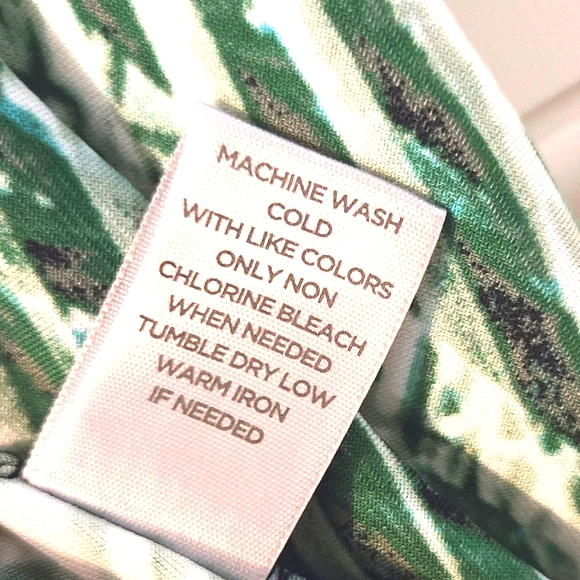 MACHINE WASH
COLD
WITH LIKE COLORS
ONLY NON
CHLORINE BLEACH
WHEN NEEDED
TUMBLE DRY LOW
WARM IRON
IF NEEDED